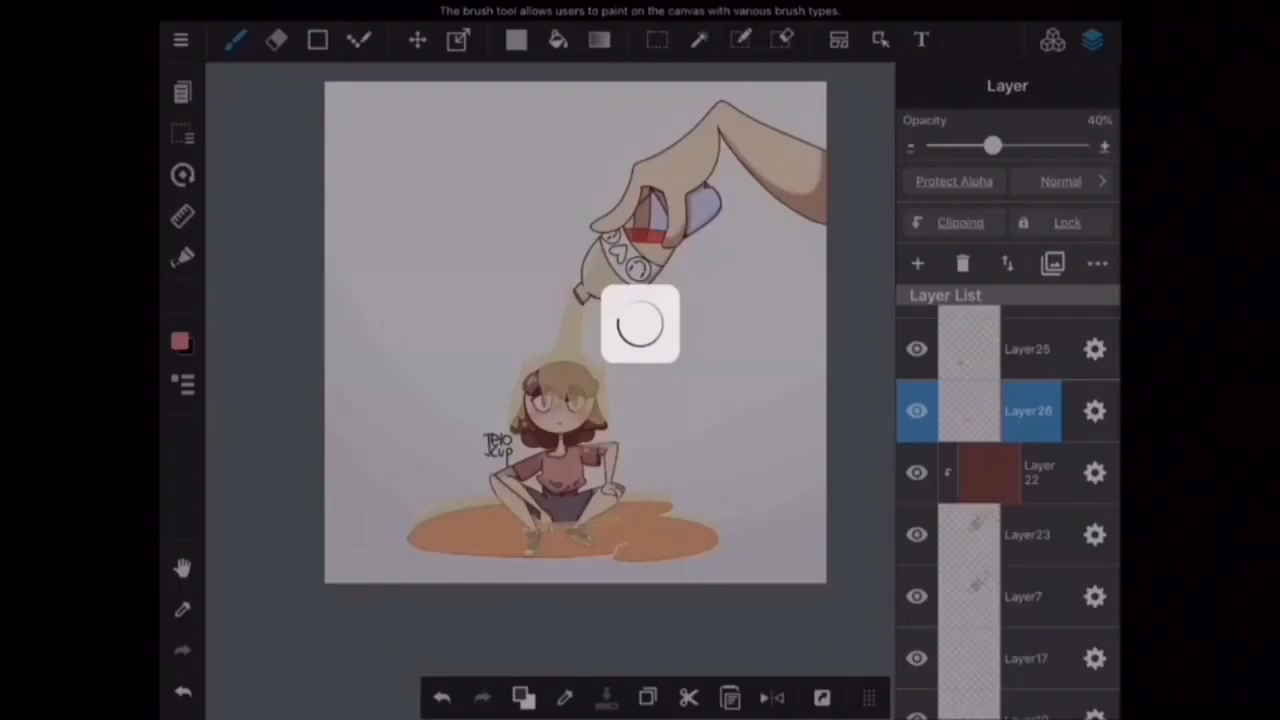 The brush tool allows users to paint on the canvas with various brush types.
T
Layer
Opacity 40%
Protect Alpha Normal
Clipping Lock
Layer List
Layer25
Layer26
Layer
22
Layer23
Layer7
Layer17